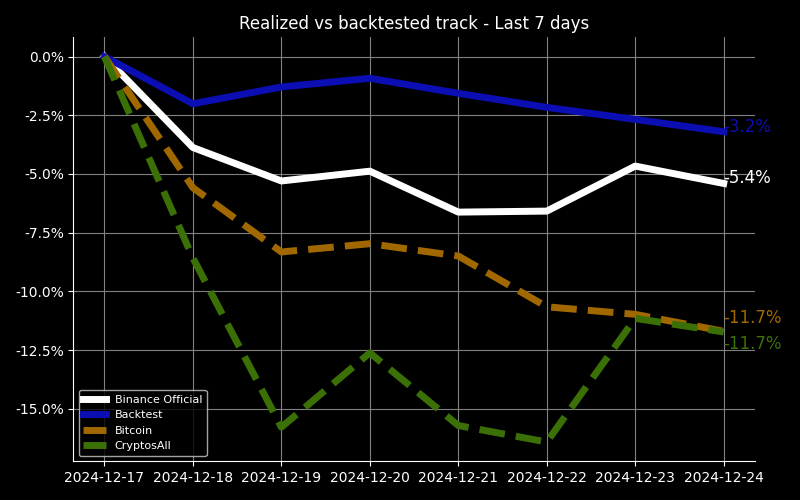 Realized vs backtested track - Last 7 days
0.0%
-2.5%
-5.0%
-7.5%
-10.0%
-12.5%
-15.0%
-3.2%
-5.4%
-11.7%
-11.7%
Binance Official
Backtest
Bitcoin
CryptosAll
2024-12-17 2024-12-18 2024-12-19 2024-12-20 2024-12-21 2024-12-22 2024-12-23 2024-12-24